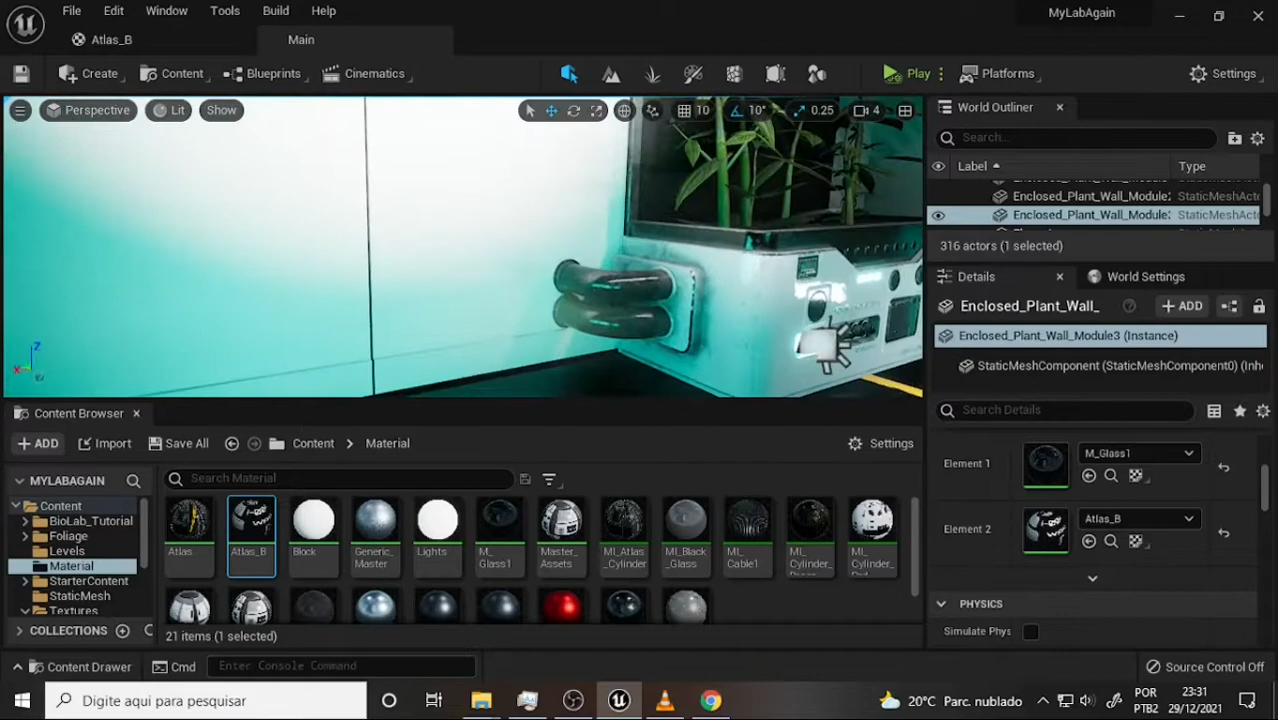 File Edit Window Tools Build Help
MyLabAgain
Atlas_B
Main
Create Content Blueprints Cinematics Play Platforms Settings
Perspective Lit Show 10 10° 0.25 4
World Outliner
Search...
Label Type
Enclosed_Plant_Wall_Module: StaticMeshActo
Enclosed_Plant_Wall_Module: StaticMeshActo
316 actors (1 selected)
Details World Settings
Enclosed_Plant_Wall_ ADD
Enclosed_Plant_Wall_Module3 (Instance)
StaticMeshComponent (StaticMeshComponent0) (Inh
Search Details
Element 1 M_Glass1
Element 2 Atlas_B
PHYSICS
Simulate Phys
Content Browser
ADD Import Save All Content Material Settings
MYLABAGAIN
Search Material
Content
BioLab_Tutorial
Foliage
Levels
Material
StarterContent
StaticMesh
Textures
COLLECTIONS
Atlas
Atlas_B
Block
Generic_
Master
Lights
M_
Glass1
Master_
Assets
MI_Atlas
_Cylinder
MI_Black
_Glass
MI_
Cable1
MI_
Cylinder_
MI_
Cylinder_
21 items (1 selected)
Content Drawer Cmd Enter Console Command Source Control Off
Digite aqui para pesquisar
20°C Parc. nublado
POR
PTB2
23:31
29/12/2021